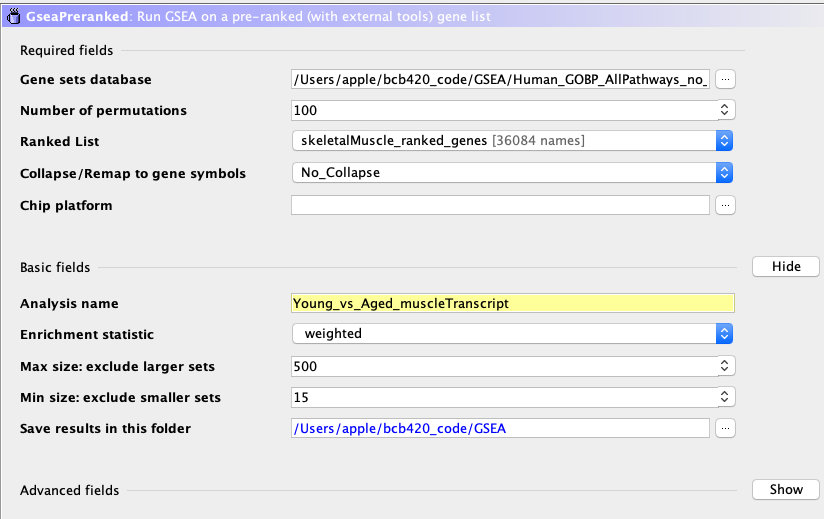 GseaPreranked: Run GSEA on a pre-ranked (with external tools) gene list
Required fields
Gene sets database /Users/apple/bcb420_code/GSEA/Human_GOBP_AllPathways_no_ ...
Number of permutations 100
Ranked List skeletalMuscle_ranked_genes [36084 names]
Collapse/Remap to gene symbols No_Collapse
Chip platform ...
Basic fields Hide
Analysis name Young_vs_Aged_muscleTranscript
Enrichment statistic weighted
Max size: exclude larger sets 500
Min size: exclude smaller sets 15
Save results in this folder /Users/apple/bcb420_code/GSEA ...
Advanced fields Show